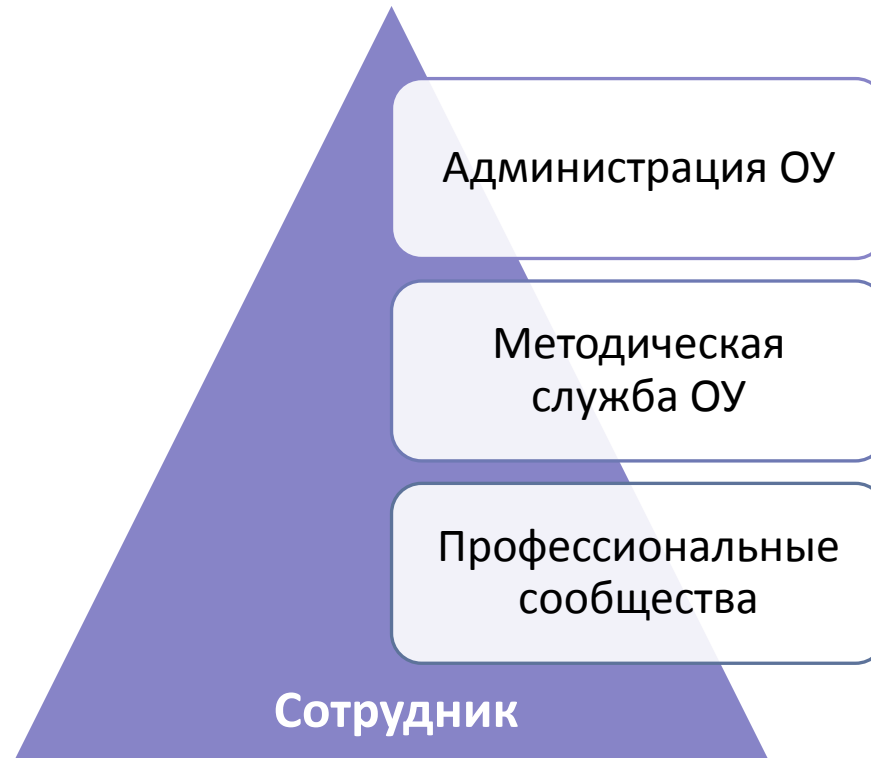 Администрация ОУ
Методическая
служба ОУ
Профессиональные
сообщества
Сотрудник